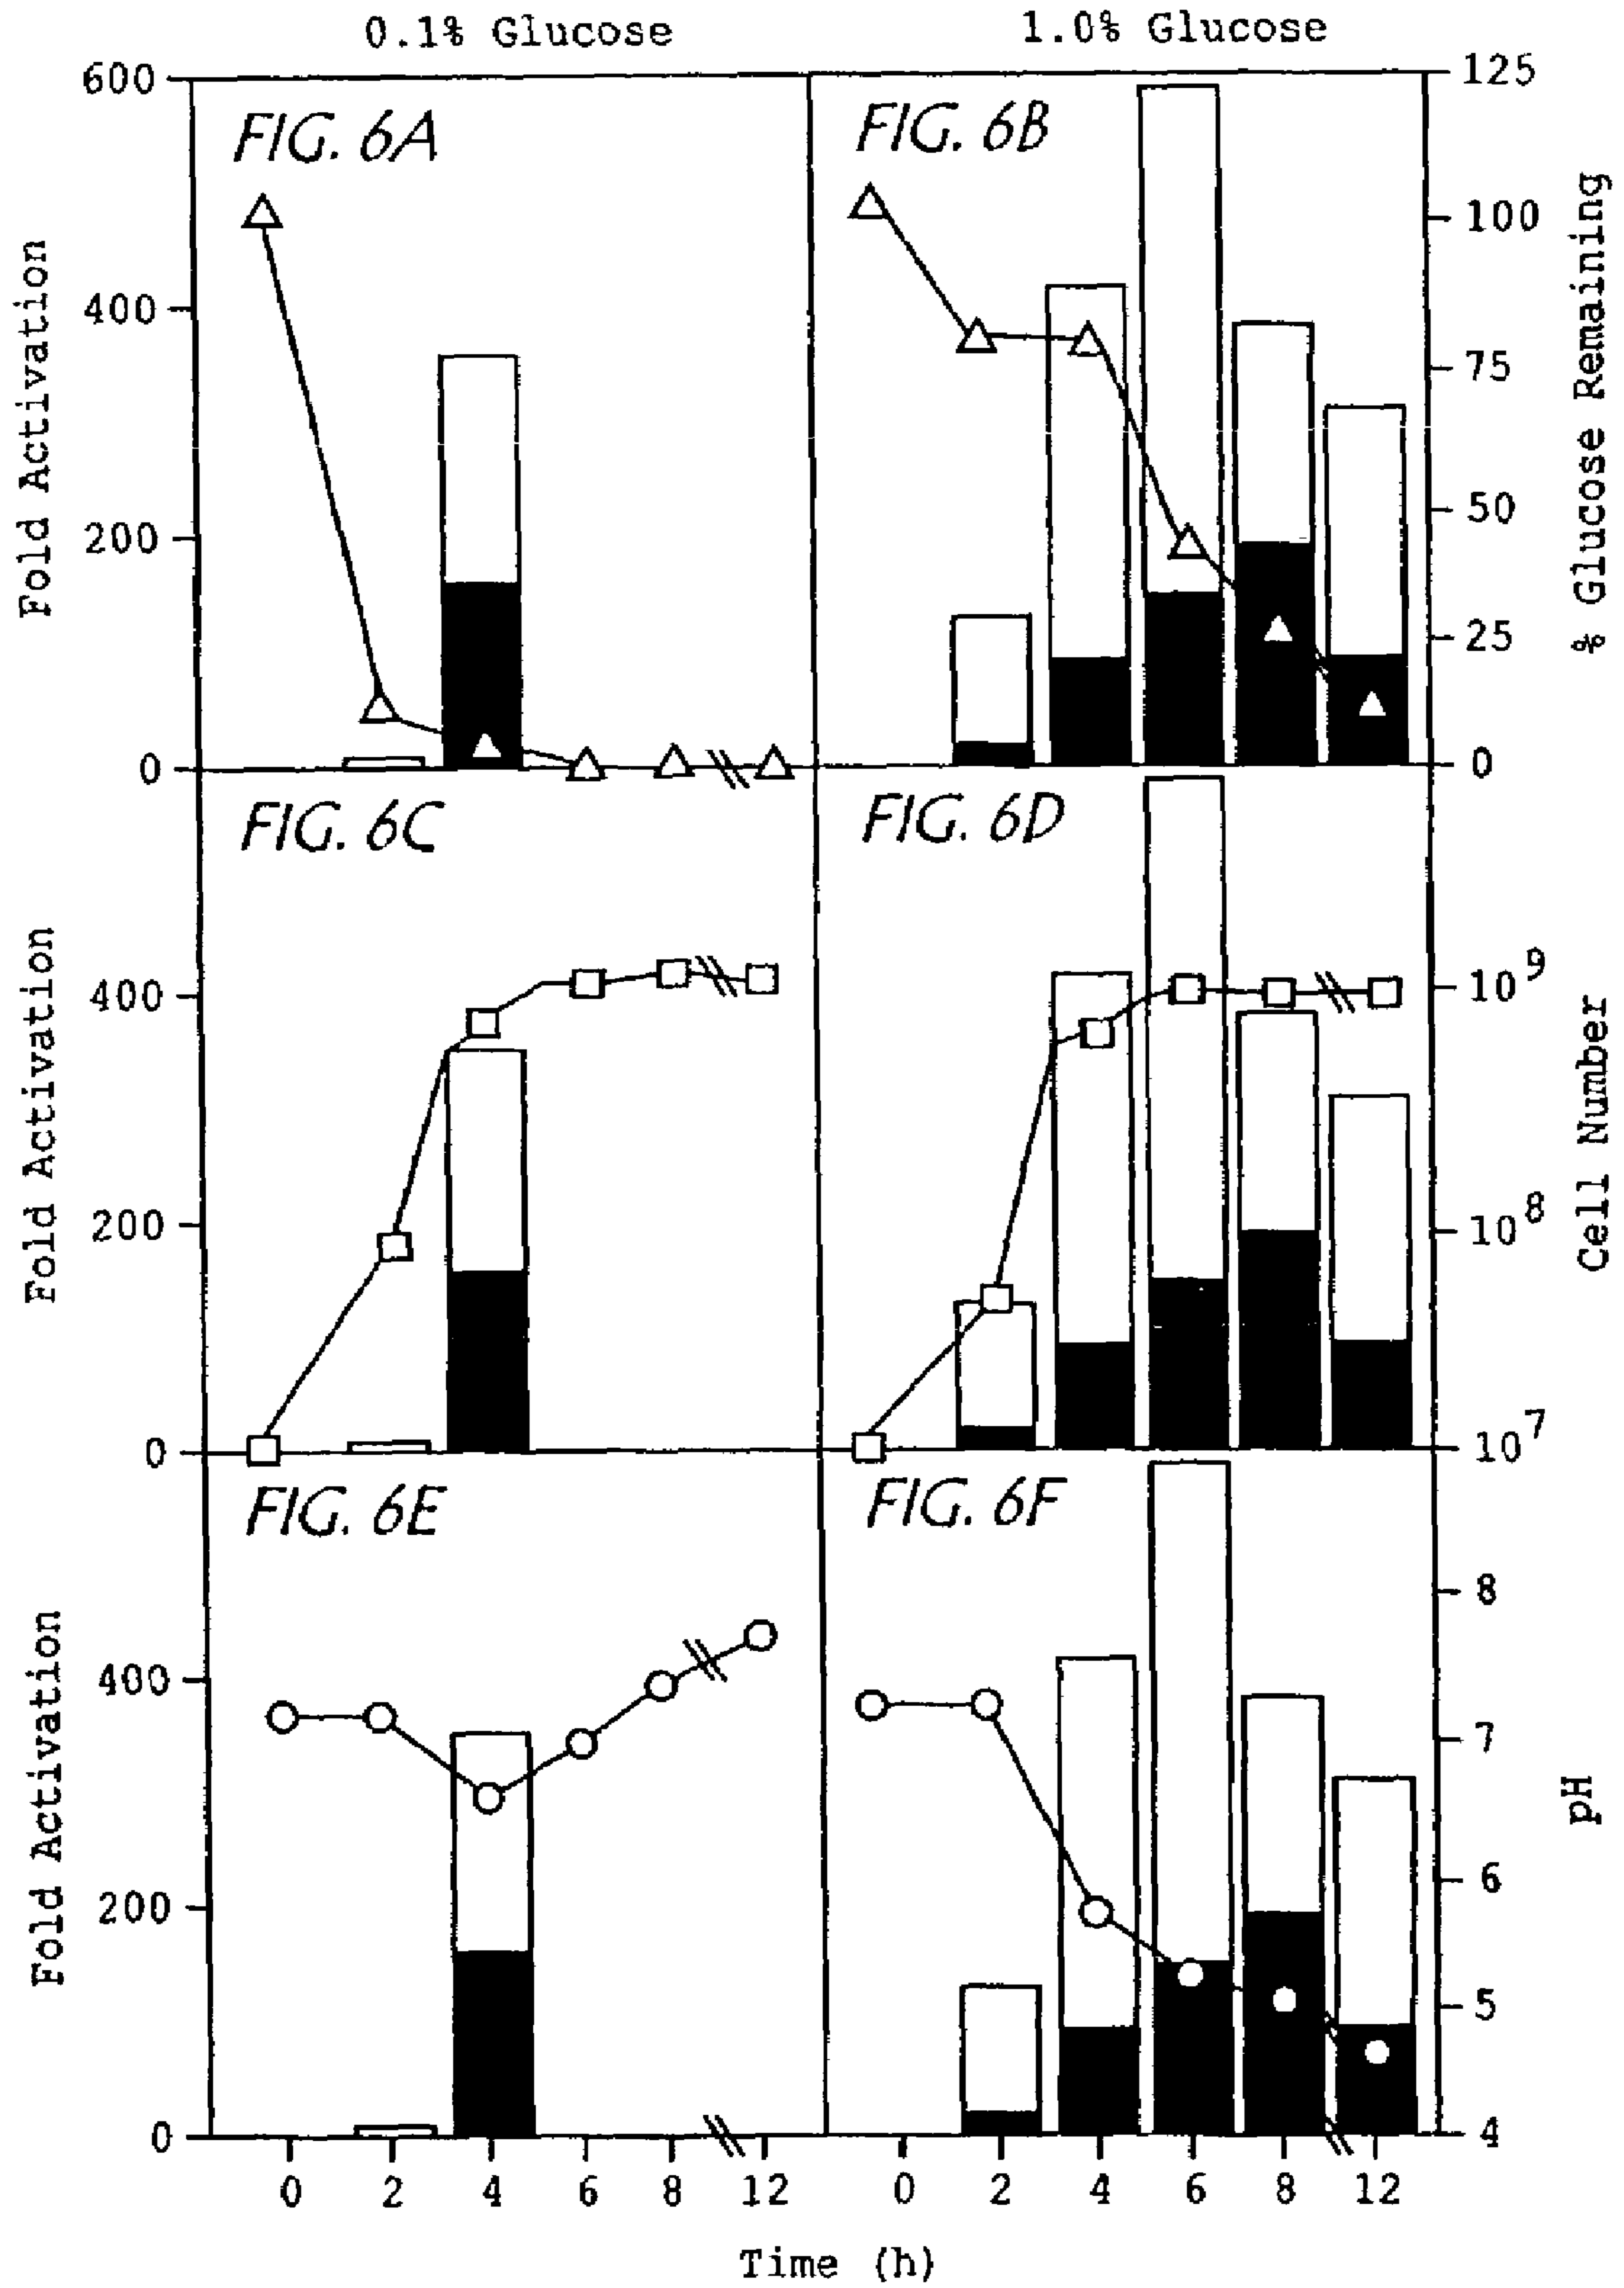 0.1% Glucose
1.0% Glucose
FIG. 6A
FIG. 6B
600
400
200
0
Fold Activation
125
100
75
50
25
0
% Glucose Remaining
FIG. 6C
FIG. 6D
400
200
0
Fold Activation
10⁹
10⁸
10⁷
Cell Number
FIG. 6E
FIG. 6F
400
200
0
Fold Activation
8
7
6
5
4
pH
0 2 4 6 8 12
0 2 4 6 8 12
Time (h)